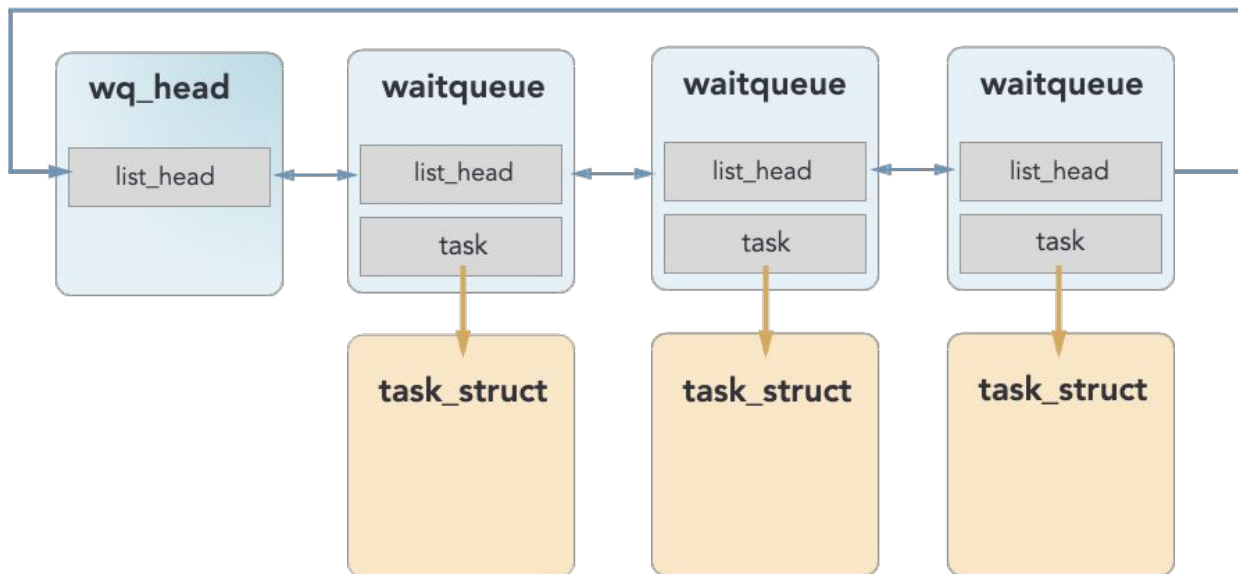 wq_head
list_head
waitqueue
list_head
task
waitqueue
list_head
task
waitqueue
list_head
task
task_struct
task_struct
task_struct